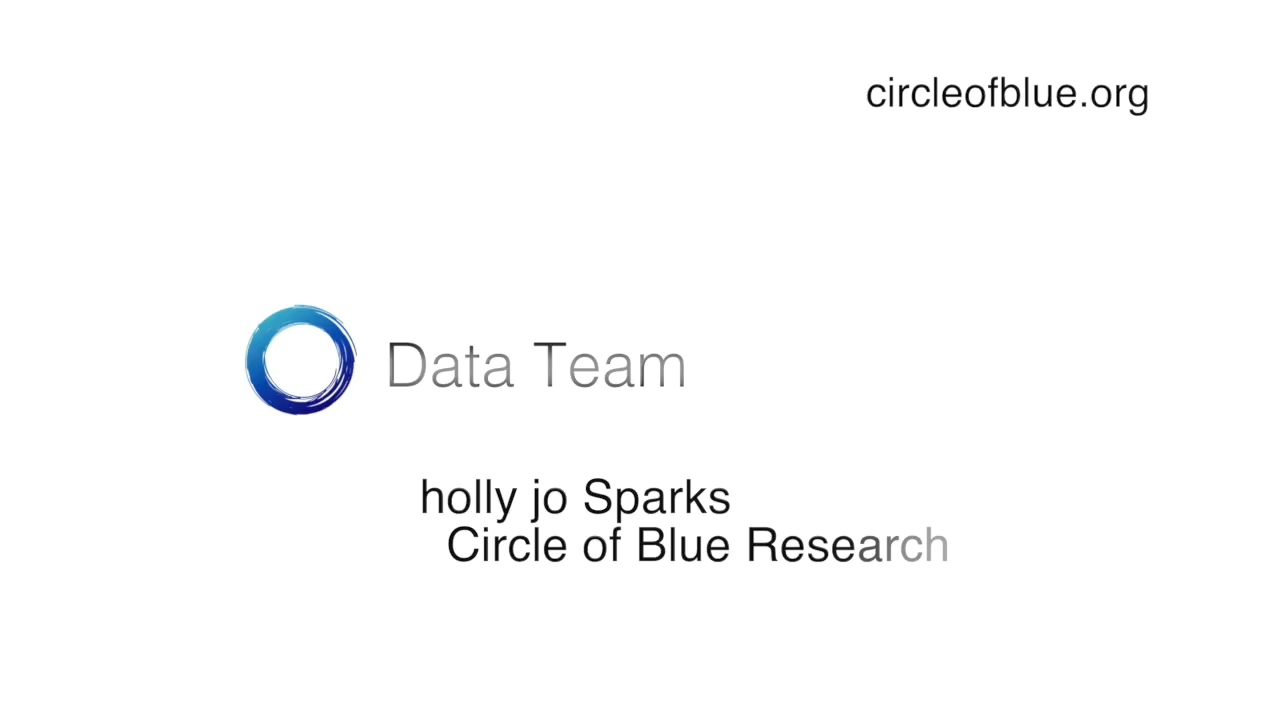 circleofblue.org
Data Team
holly jo Sparks
Circle of Blue Research